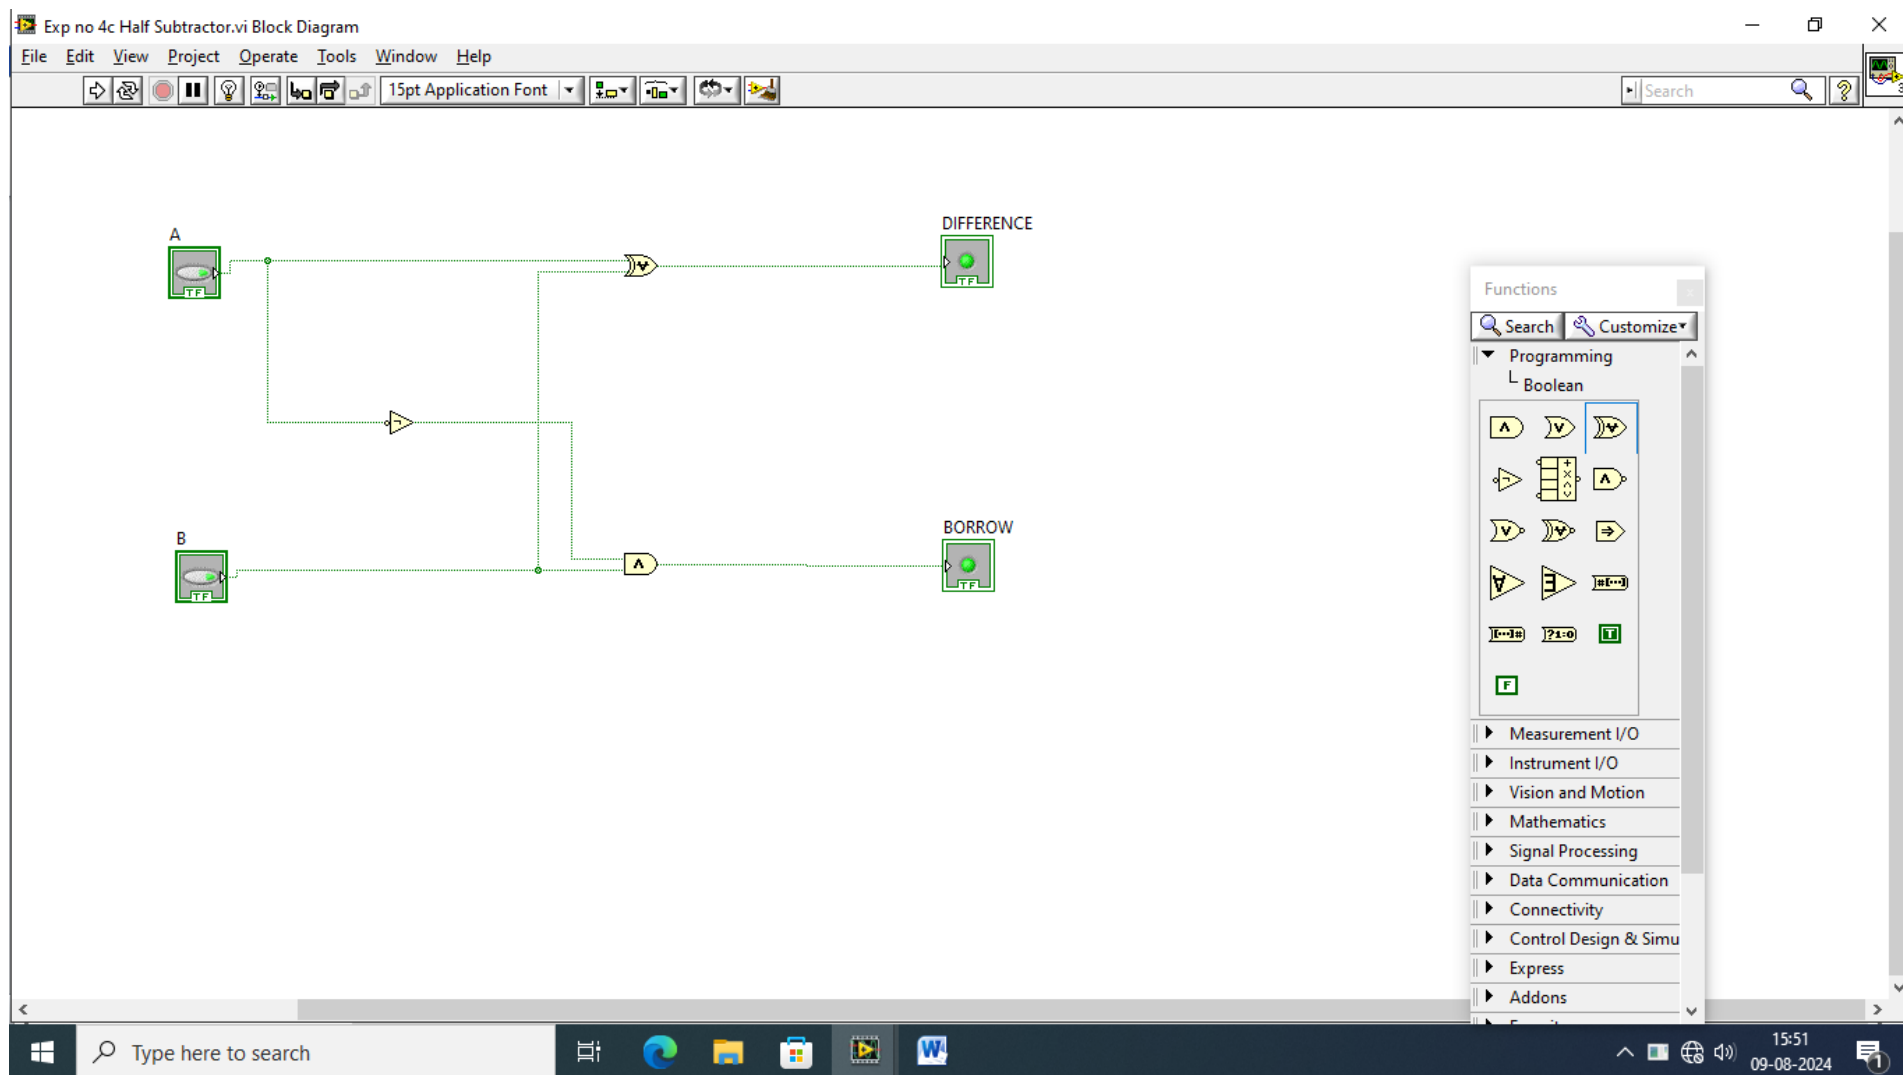 Exp no 4c Half Subtractor.vi Block Diagram
File Edit View Project Operate Tools Window Help
15pt Application Font
Search
?
DIFFERENCE
A
TF
TF
BORROW
B
TF
TF
Functions
Search Customize
Programming
Boolean
Measurement I/O
Instrument I/O
Vision and Motion
Mathematics
Signal Processing
Data Communication
Connectivity
Control Design & Simu
Express
Addons
Type here to search
15:51
09-08-2024
1